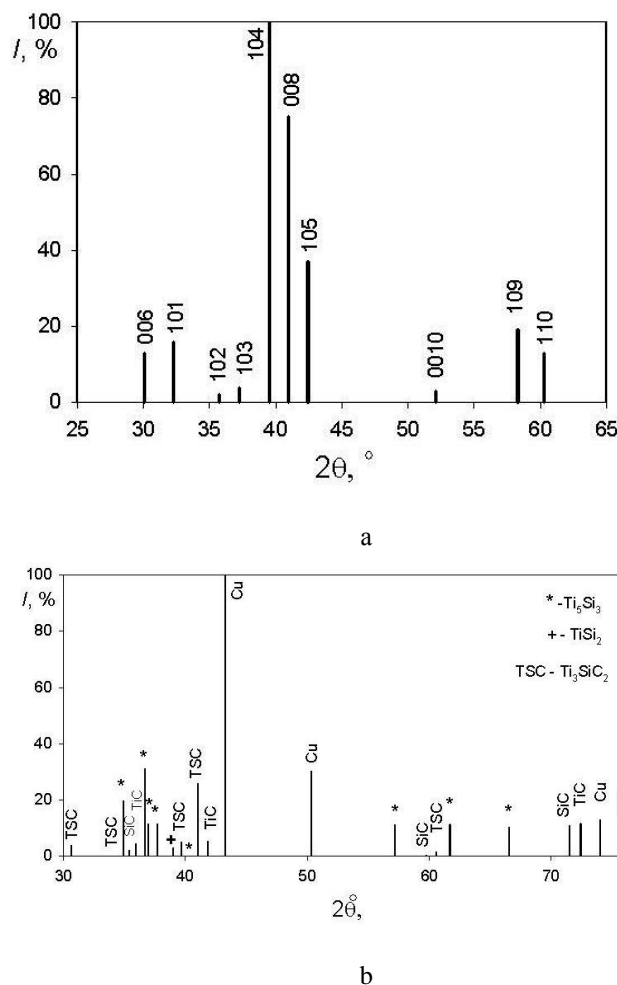 100
I, %
80
60
40
20
0
006
101
102
103
104
008
105
0010
109
110
25 30 35 40 45 50 55 60 65
2θ, °
a
100
I, %
80
60
40
20
0
TSC
TSC
*
SiC
TiC
*
*
*
+
TSC
*
TSC
TiC
Cu
Cu
*
SiC
TSC
*
*
SiC
TiC
Cu
* -Ti₅Si₃
+ - TiSi₂
TSC - Ti₃SiC₂
30 40 50 60 70
2θ°,
b